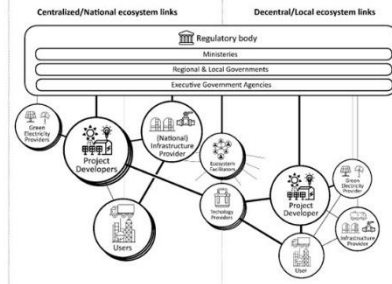 Centralized/National ecosystem links
Decentral/Local ecosystem links
Regulatory body
Ministeries
Regional & Local Governments
Executive Government Agencies
Green
Electricity
Providers
Project
Developers
(National)
Infrastructure
Provider
Ecosystem
Facilitators
Users
Technology
Providers
Project
Developer
Green
Electricity
Provider
Infrastructure
Provider
User